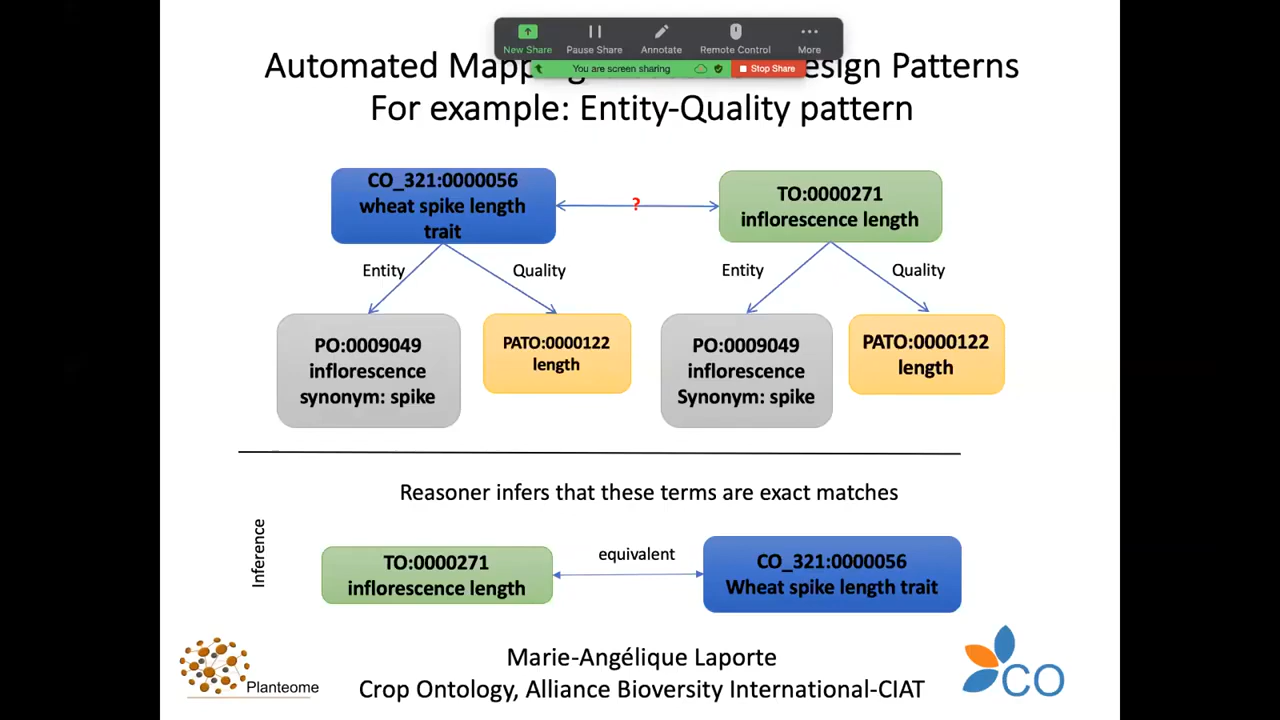 New Share
Pause Share
Annotate
Remote Control
More
You are screen sharing
Stop Share
Automated Design Patterns
For example: Entity-Quality pattern
CO_321:0000056
wheat spike length
trait
?
TO:0000271
inflorescence length
Entity
Quality
Entity
Quality
PO:0009049
inflorescence
synonym: spike
PATO:0000122
length
PO:0009049
inflorescence
Synonym: spike
PATO:0000122
length
Reasoner infers that these terms are exact matches
Inference
TO:0000271
inflorescence length
equivalent
CO_321:0000056
Wheat spike length trait
Marie-Angélique Laporte
Crop Ontology, Alliance Bioversity International-CIAT
Planteome
CO